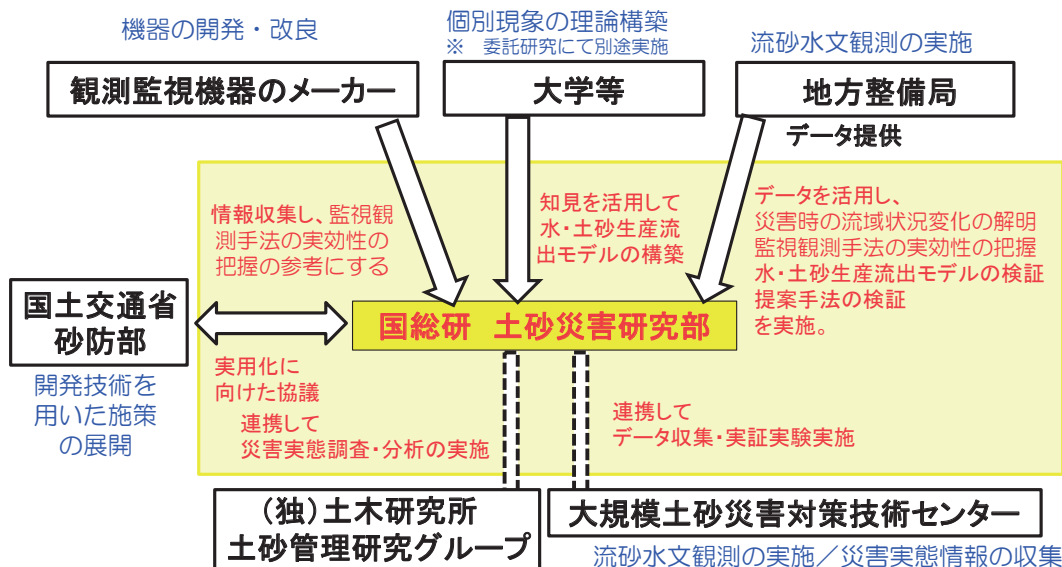 機器の開発・改良
観測監視機器のメーカー
個別現象の理論構築
※ 委託研究にて別途実施
大学等
流砂水文観測の実施
地方整備局
データ提供
情報収集し、監視観
測手法の実効性の
把握の参考にする
知見を活用して
水・土砂生産流
出モデルの構築
データを活用し、
災害時の流域状況変化の解明
監視観測手法の実効性の把握
水・土砂生産流出モデルの検証
提案手法の検証
を実施。
国土交通省
砂防部
開発技術を
用いた施策
の展開
国総研 土砂災害研究部
実用化に
向けた協議
連携して
災害実態調査・分析の実施
連携して
データ収集・実証実験実施
(独)土木研究所
土砂管理研究グループ
大規模土砂災害対策技術センター
流砂水文観測の実施／災害実態情報の収集